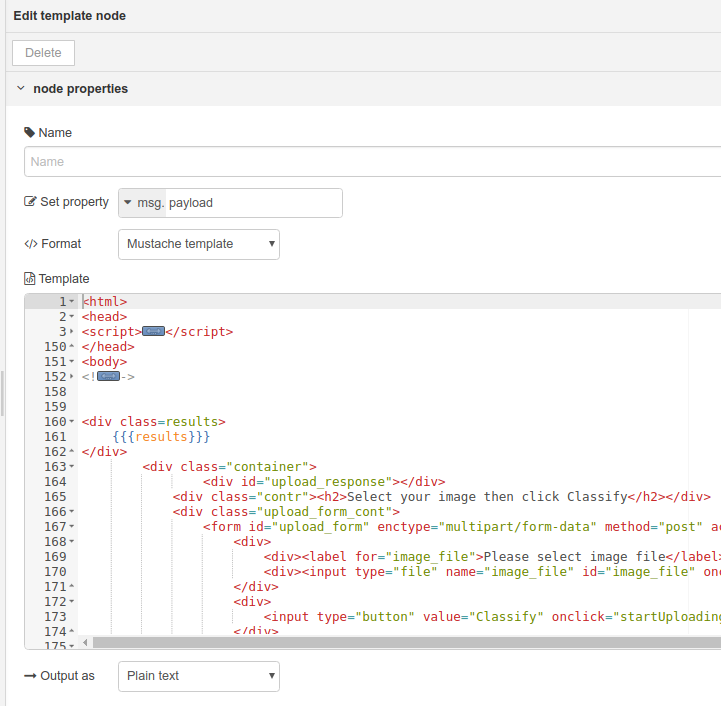 Edit template node
Delete
node properties
Name
Name
Set property msg. payload
Format Mustache template
Template
1 <html>
2 <head>
3 <script></script>
150 </head>
151 <body>
152 <!->
158
159
160 <div class=results>
161 {{{results}}}
162 </div>
163 <div class="container">
164 <div id="upload_response"></div>
165 <div class="contr"><h2>Select your image then click Classify</h2></div>
166 <div class="upload_form_cont">
167 <form id="upload_form" enctype="multipart/form-data" method="post" ac
168 <div>
169 <div><label for="image_file">Please select image file</label>
170 <div><input type="file" name="image_file" id="image_file" onc
171 </div>
172 <div>
173 <input type="button" value="Classify" onclick="startUploading
174 </div>
175
Output as Plain text